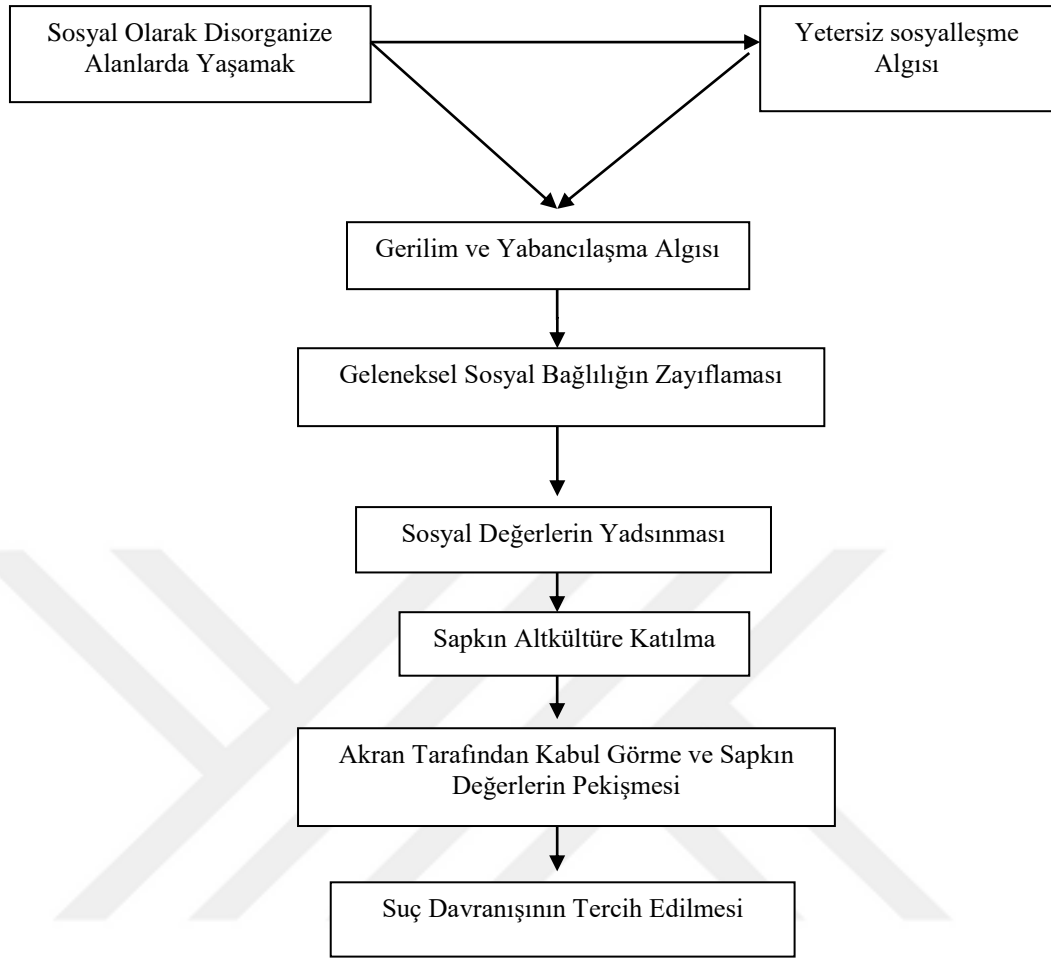 Sosyal Olarak Disorganize
Alanlarda Yaşamak
Yetersiz sosyalleşme
Algısı
Gerilim ve Yabancılaşma Algısı
Geleneksel Sosyal Bağlılığın Zayıflaması
Sosyal Değerlerin Yadsınması
Sapkın Altkültüre Katılma
Akran Tarafından Kabul Görme ve Sapkın
Değerlerin Pekişmesi
Suç Davranışının Tercih Edilmesi